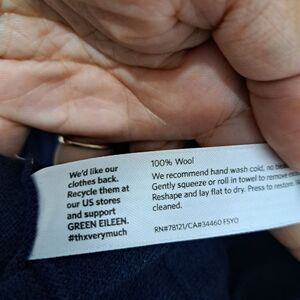 We'd like our
clothes back.
Recycle them at
our US stores
and support
GREEN EILEEN.
#thxverymuch
100% Wool
We recommend hand wash cold, no
Gently squeeze or roll in towel to remove
Reshape and lay flat to dry. Press to restore.
cleaned.
RN#78121/CA#34460 FSYO